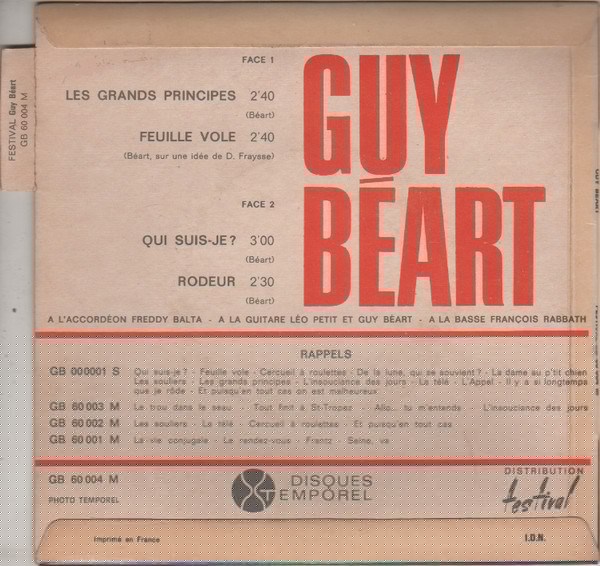 FESTIVAL Guy Béart
GB 60 004 M
FACE 1
LES GRANDS PRINCIPES 2'40
(Béart)
FEUILLE VOLE 2'40
(Béart, sur une idée de D. Fraysse)
FACE 2
QUI SUIS-JE? 3'00
(Béart)
RODEUR 2'30
(Béart)
GUY
BÉART
A L'ACCORDÉON FREDDY BALTA - A LA GUITARE LÉO PETIT ET GUY BÉART - A LA BASSE FRANÇOIS RABBATH
RAPPELS
GB 000001 S Qui suis-je? - Feuille vole - Cercueil à roulettes - De la lune, qui se souvient? - La dame au p'tit chien
Les souliers - Les grands principes - L'insouciance des jours - La télé - L'Appel - Il y a si longtemps
que je rôde - Et puisqu'en tout cas on est malheureux
GB 60 003 M Le trou dans le seau - Tout finit à St-Tropez - Allo... tu m'entends - L'insouciance des jours
GB 60 002 M Les souliers - La télé - Cercueil à roulettes - Et puisqu'en tout cas
GB 60 001 M La vie conjugale - Le rendez-vous - Frantz - Seine, va
GB 60 004 M
PHOTO TEMPOREL
DISQUES
TEMPOREL
DISTRIBUTION
festival
Imprimé en France
I.D.N.